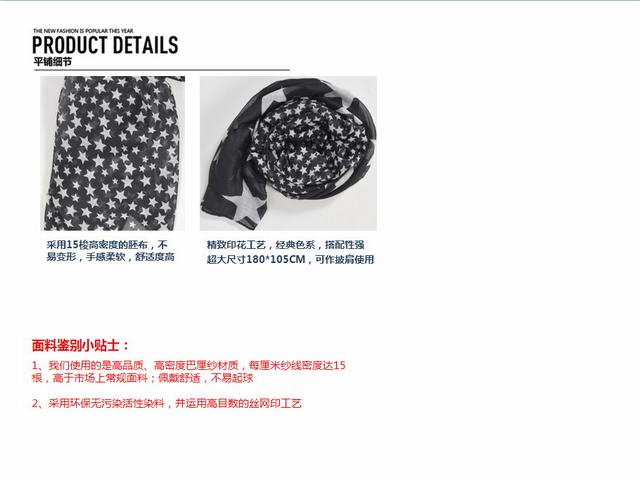 THE NEW FASHION IS POPULAR THIS YEAR
PRODUCT DETAILS
平铺细节
采用15梭高密度的胚布，不
易变形，手感柔软，舒适度高
精致印花工艺，经典色系，搭配性强
超大尺寸180*105CM，可作披肩使用
面料鉴别小贴士：
1、我们使用的是高品质、高密度巴厘纱材质，每厘米纱线密度达15
根，高于市场上常规面料；佩戴舒适，不易起球
2、采用环保无污染活性染料，并运用高目数的丝网印工艺